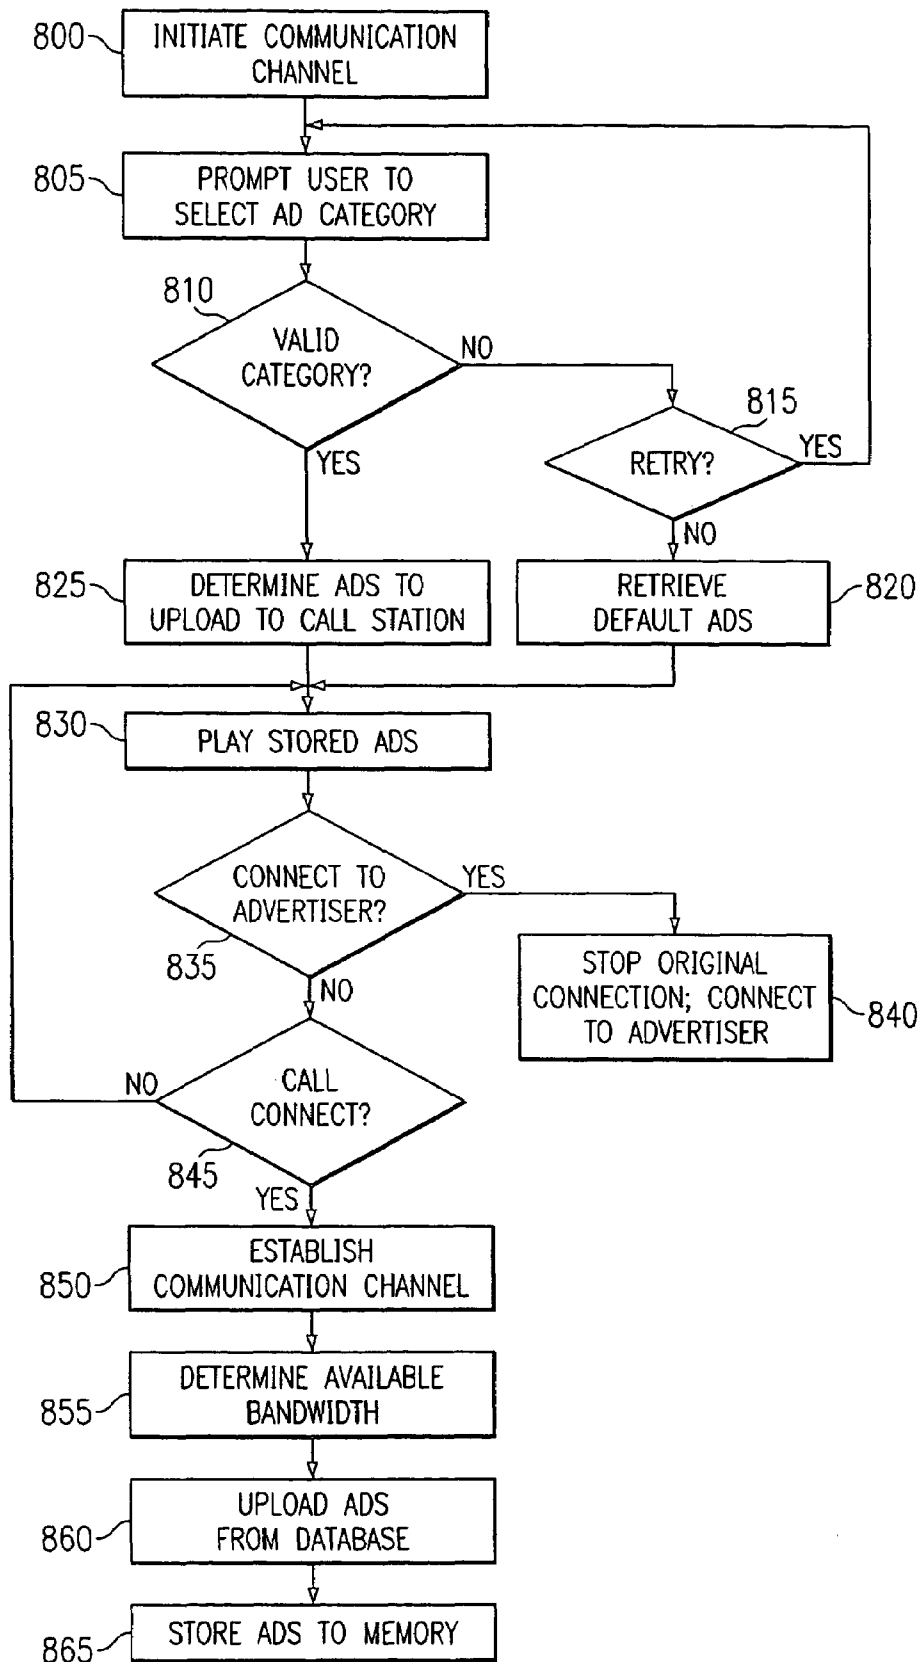 800
INITIATE COMMUNICATION
CHANNEL
805
PROMPT USER TO
SELECT AD CATEGORY
810
VALID
CATEGORY?
NO
YES
815
RETRY?
YES
NO
825
DETERMINE ADS TO
UPLOAD TO CALL STATION
RETRIEVE
DEFAULT ADS
820
830
PLAY STORED ADS
CONNECT TO
ADVERTISER?
835
YES
NO
STOP ORIGINAL
CONNECTION; CONNECT
TO ADVERTISER
840
CALL
CONNECT?
845
NO
YES
850
ESTABLISH
COMMUNICATION CHANNEL
855
DETERMINE AVAILABLE
BANDWIDTH
860
UPLOAD ADS
FROM DATABASE
865
STORE ADS TO MEMORY